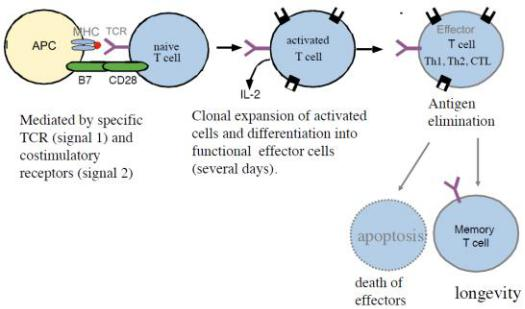 APC
MHC
TCR
B7
CD28
naive
T cell
Mediated by specific
TCR (signal 1) and
costimulatory
receptors (signal 2)
activated
T cell
IL-2
Clonal expansion of activated
cells and differentiation into
functional effector cells
(several days).
Effector
T cell
Th1, Th2, CTL
Antigen
elimination
apoptosis
death of
effectors
Memory
T cell
longevity